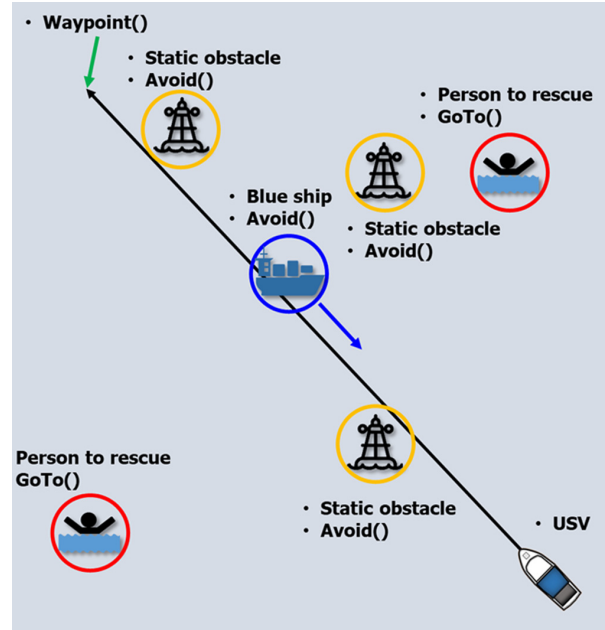 • Waypoint()
• Static obstacle
• Avoid()
• Person to rescue
• GoTo()
• Blue ship
• Avoid()
• Static obstacle
• Avoid()
Person to rescue
GoTo()
• Static obstacle
• Avoid()
• USV